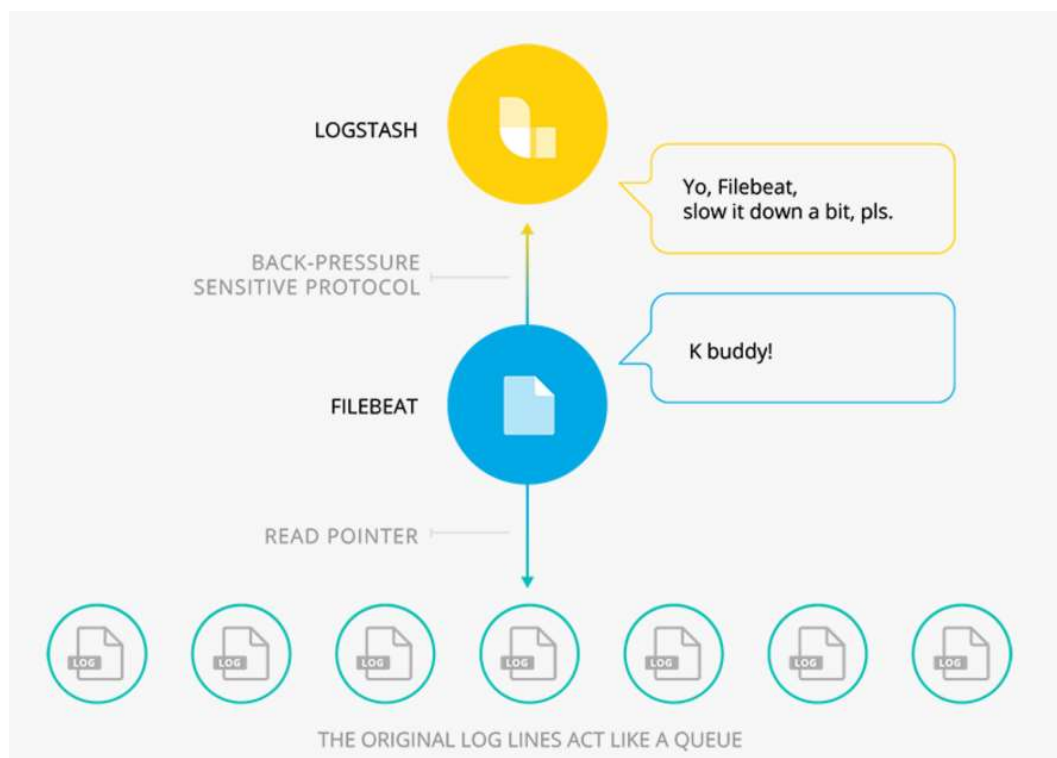 LOGSTASH
Yo, Filebeat,
slow it down a bit, pls.
BACK-PRESSURE
SENSITIVE PROTOCOL
K buddy!
FILEBEAT
READ POINTER
LOG LOG LOG LOG LOG LOG LOG
THE ORIGINAL LOG LINES ACT LIKE A QUEUE